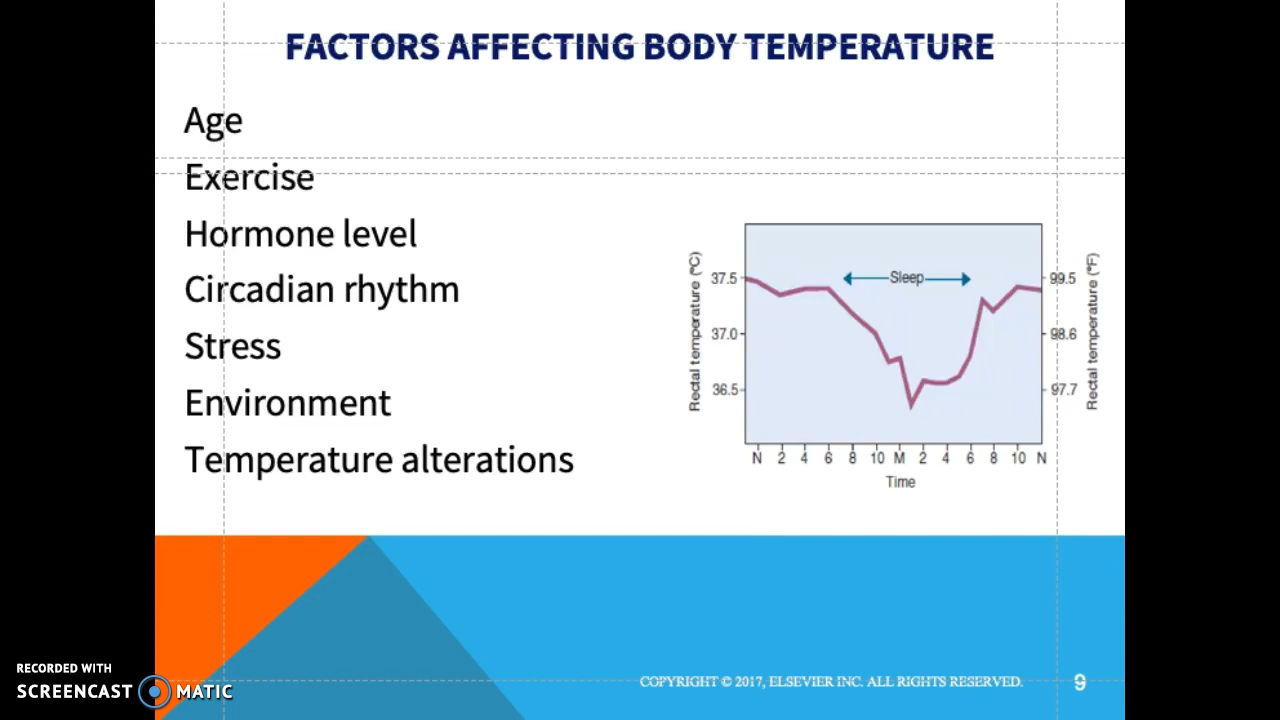 FACTORS AFFECTING BODY TEMPERATURE
Age
Exercise
Hormone level
Circadian rhythm
Stress
Environment
Temperature alterations
Rectal temperature (°C)
37.5
37.0
36.5
Sleep
99.5
98.6
97.7
Rectal temperature (°F)
N 2 4 6 8 10 M 2 4 6 8 10 N
Time
RECORDED WITH
SCREENCAST MATIC
COPYRIGHT © 2017, ELSEVIER INC. ALL RIGHTS RESERVED.
9